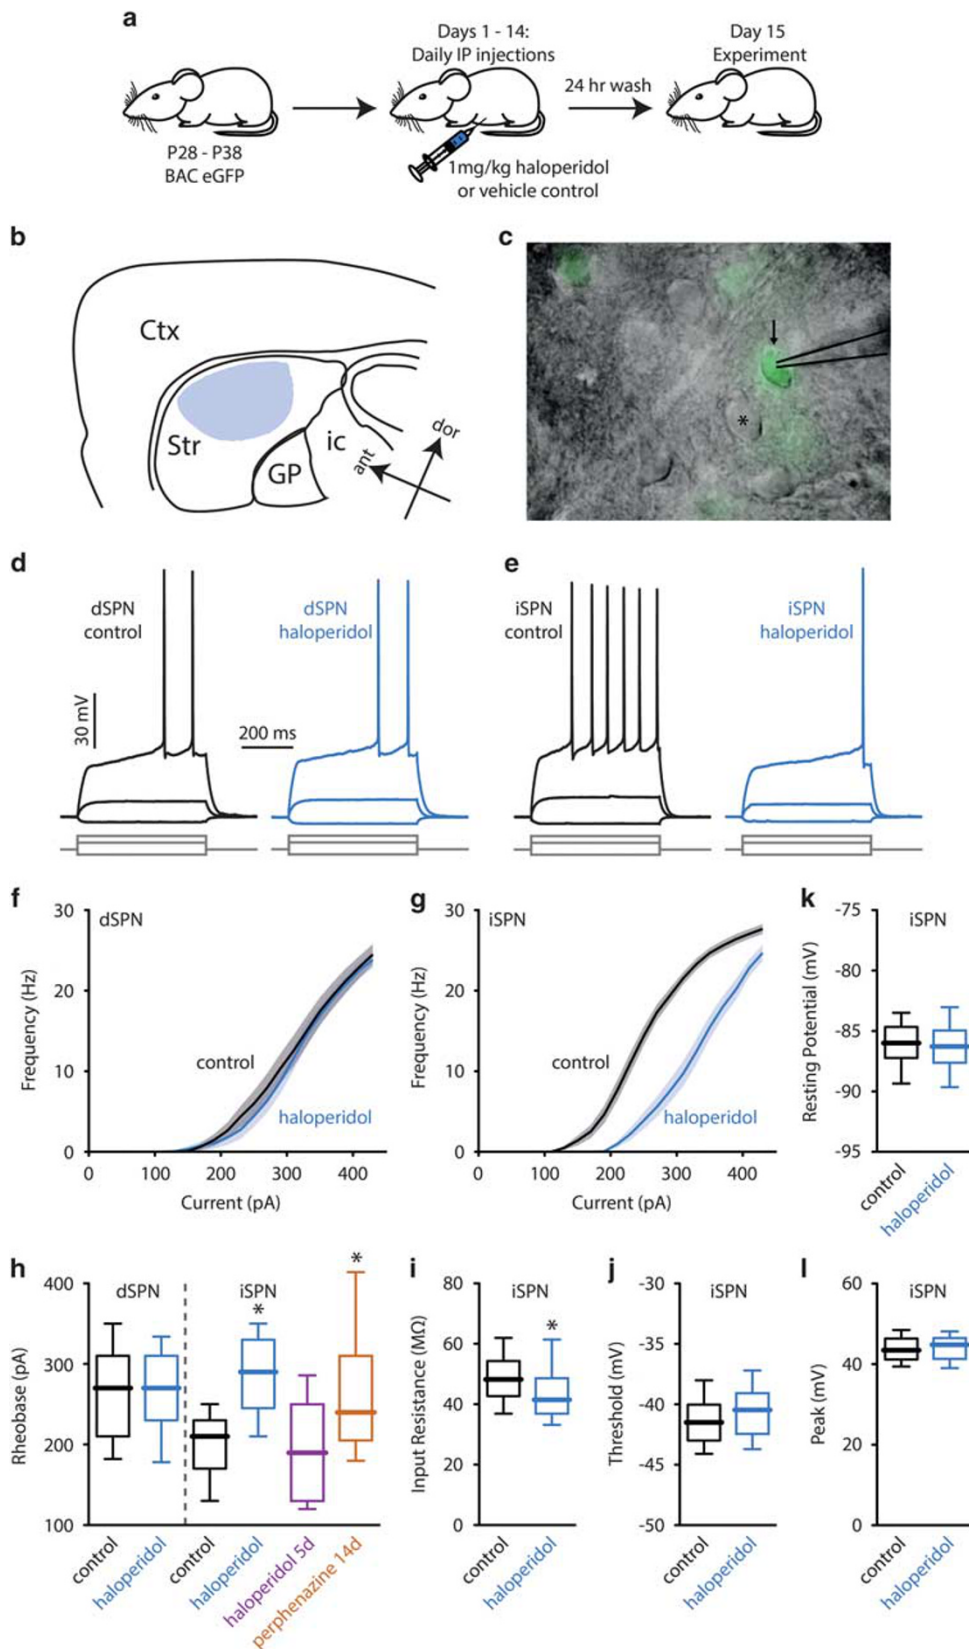 a
Days 1 - 14:
Daily IP injections
Day 15
Experiment
24 hr wash
P28 - P38
BAC eGFP
1mg/kg haloperidol
or vehicle control
b
Ctx
Str
GP
ic
ant
dor
c
*
d
dSPN
control
dSPN
haloperidol
30 mV
200 ms
e
iSPN
control
iSPN
haloperidol
f
dSPN
30
20
10
0
Frequency (Hz)
control
haloperidol
0 100 200 300 400
Current (pA)
g
iSPN
30
20
10
0
Frequency (Hz)
control
haloperidol
0 100 200 300 400
Current (pA)
k
iSPN
-75
-80
-85
-90
-95
Resting Potential (mV)
control
haloperidol
h
dSPN
iSPN
*
*
400
300
200
100
Rheobase (pA)
control
haloperidol
control
haloperidol
haloperidol 5d
perphenazine 14d
i
iSPN
*
80
60
40
20
0
Input Resistance (MΩ)
control
haloperidol
j
iSPN
-30
-35
-40
-45
-50
Threshold (mV)
control
haloperidol
l
iSPN
60
40
20
0
Peak (mV)
control
haloperidol